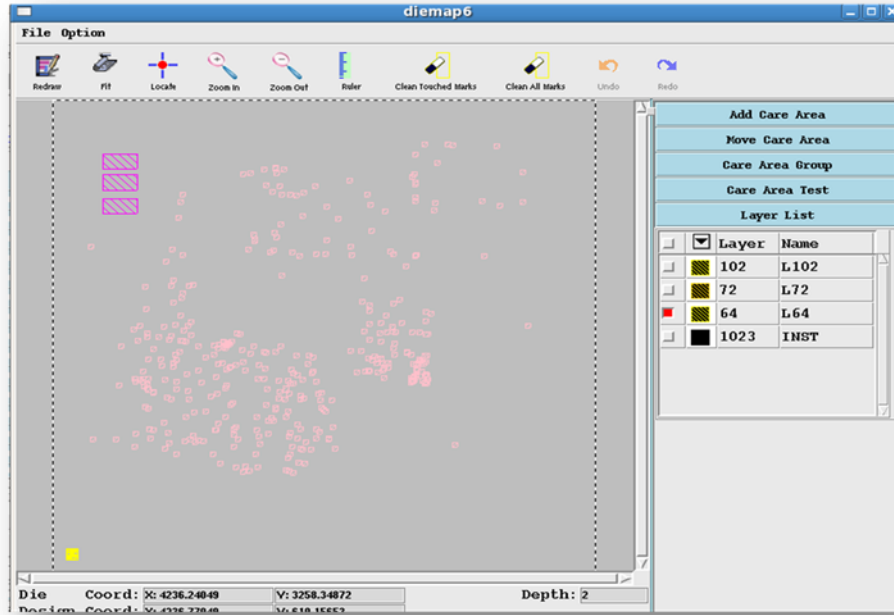 diemap6
File Option
Redraw Fit Locate Zoom In Zoom Out Ruler Clean Touched Marks Clean All Marks Undo Redo
Add Care Area
Move Care Area
Care Area Group
Care Area Test
Layer List
Layer Name
102 L102
72 L72
64 L64
1023 INST
Die Coord: X: 4236.24049 Y: 3258.34872 Depth: 2
Design Coord: